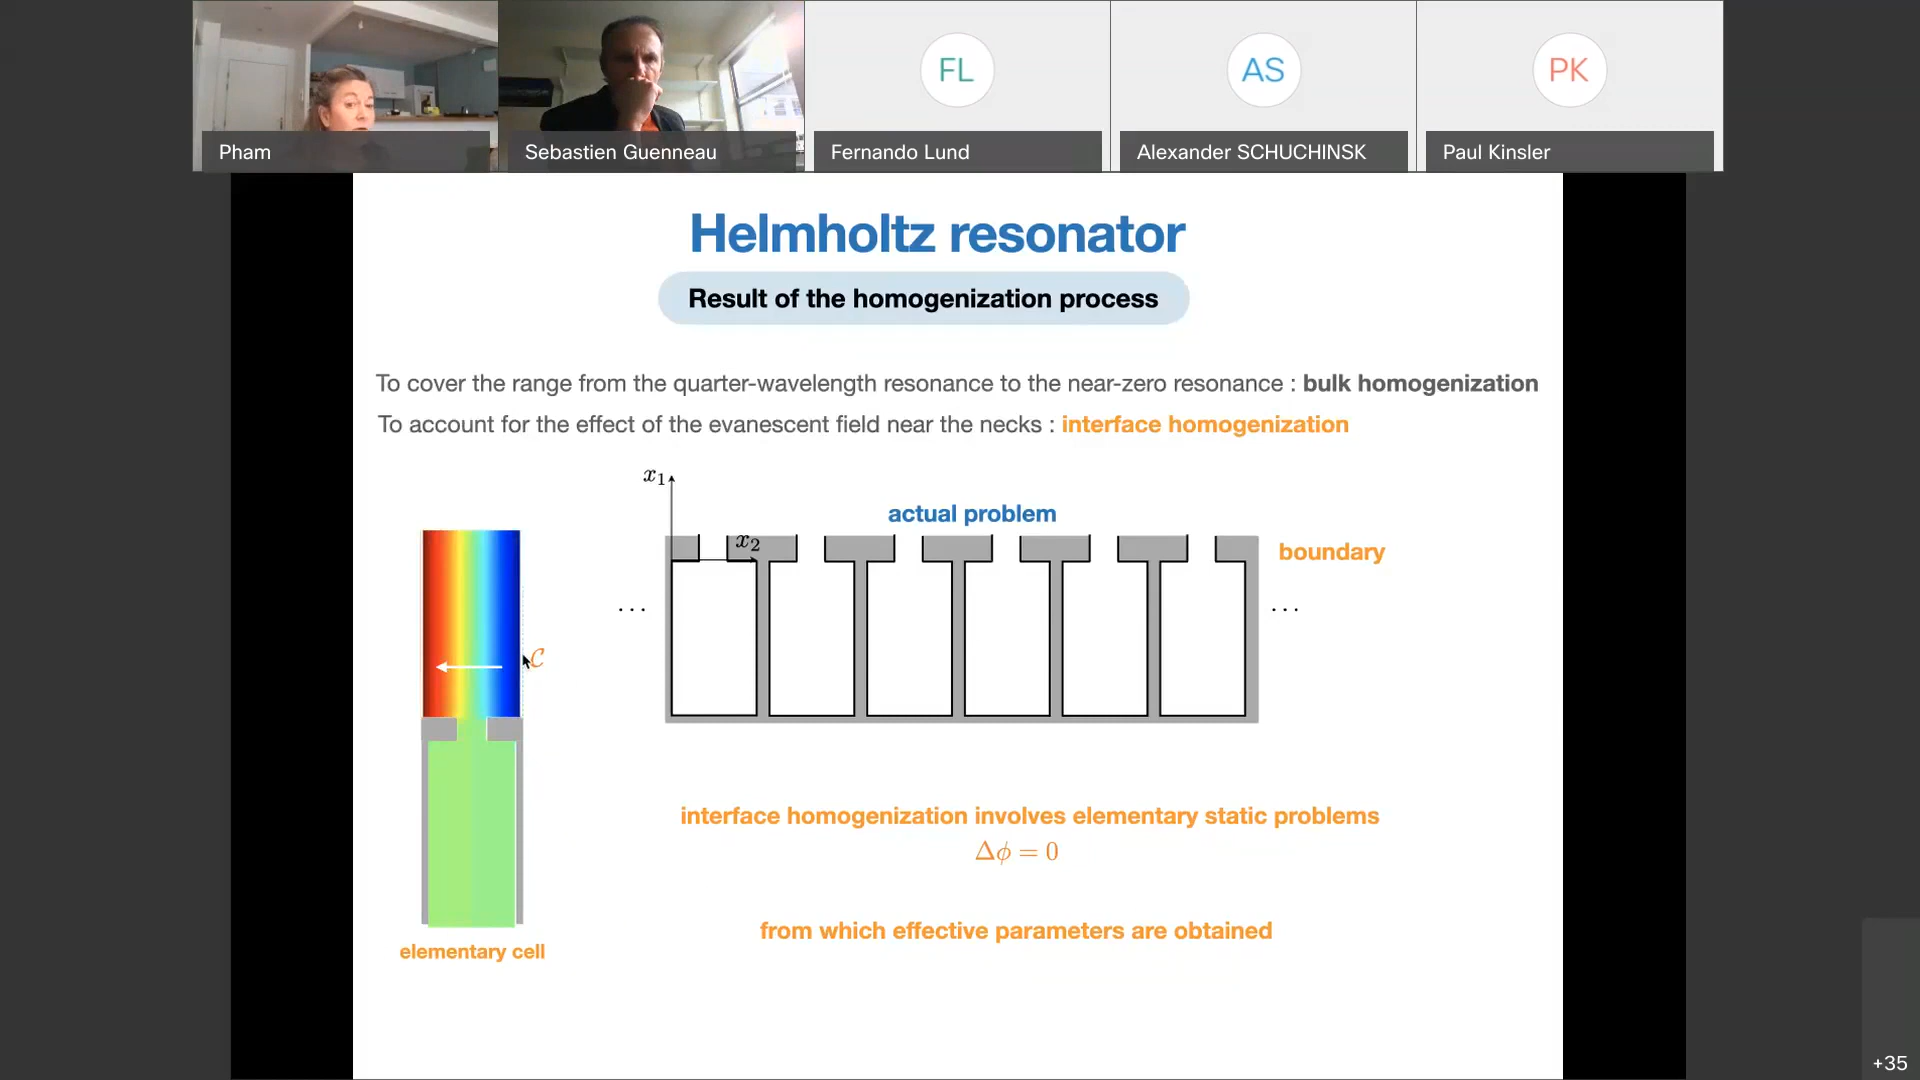 FL
AS
PK
Pham
Sebastien Guenneau
Fernando Lund
Alexander SCHUCHINSK
Paul Kinsler
Helmholtz resonator
Result of the homogenization process
To cover the range from the quarter-wavelength resonance to the near-zero resonance : bulk homogenization
To account for the effect of the evanescent field near the necks : interface homogenization
x₁
actual problem
x₂
boundary
... ...
C
interface homogenization involves elementary static problems
Δϕ = 0
from which effective parameters are obtained
elementary cell
+35